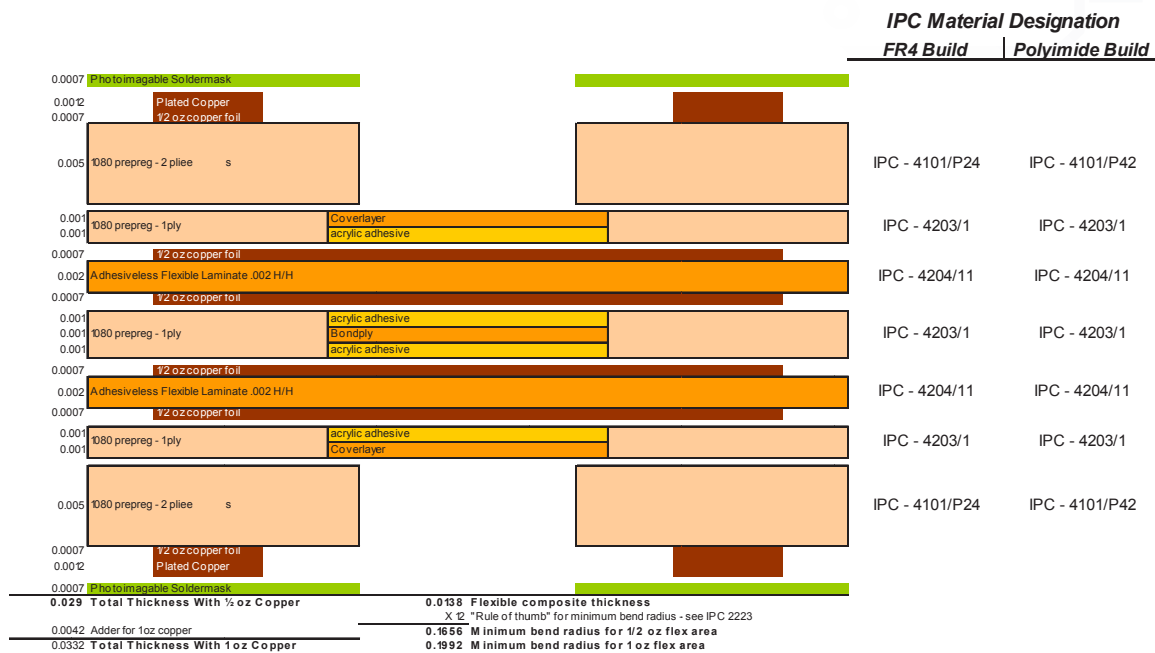 IPC Material Designation
FR4 Build Polyimide Build
0.0007 Photoimagable Soldermask
0.0012 Plated Copper
0.0007 1/2 oz copper foil
0.005 1080 prepreg - 2 pliee s IPC - 4101/P24 IPC - 4101/P42
0.001 Coverlayer
1080 prepreg - 1ply IPC - 4203/1 IPC - 4203/1
0.001 acrylic adhesive
0.0007 1/2 oz copper foil
0.002 Adhesiveless Flexible Laminate .002 H/H IPC - 4204/11 IPC - 4204/11
0.0007 1/2 oz copper foil
0.001 acrylic adhesive
0.001 1080 prepreg - 1ply Bondply IPC - 4203/1 IPC - 4203/1
0.001 acrylic adhesive
0.0007 1/2 oz copper foil
0.002 Adhesiveless Flexible Laminate .002 H/H IPC - 4204/11 IPC - 4204/11
0.0007 1/2 oz copper foil
0.001 acrylic adhesive
1080 prepreg - 1ply IPC - 4203/1 IPC - 4203/1
0.001 Coverlayer
0.005 1080 prepreg - 2 pliee s IPC - 4101/P24 IPC - 4101/P42
0.0007 1/2 oz copper foil
0.0012 Plated Copper
0.0007 Photoimagable Soldermask
0.029 Total Thickness With ½ oz Copper 0.0138 Flexible composite thickness
X 12 "Rule of thumb" for minimum bend radius - see IPC 2223
0.0042 Adder for 1oz copper 0.1656 Minimum bend radius for 1/2 oz flex area
0.0332 Total Thickness With 1 oz Copper 0.1992 Minimum bend radius for 1 oz flex area